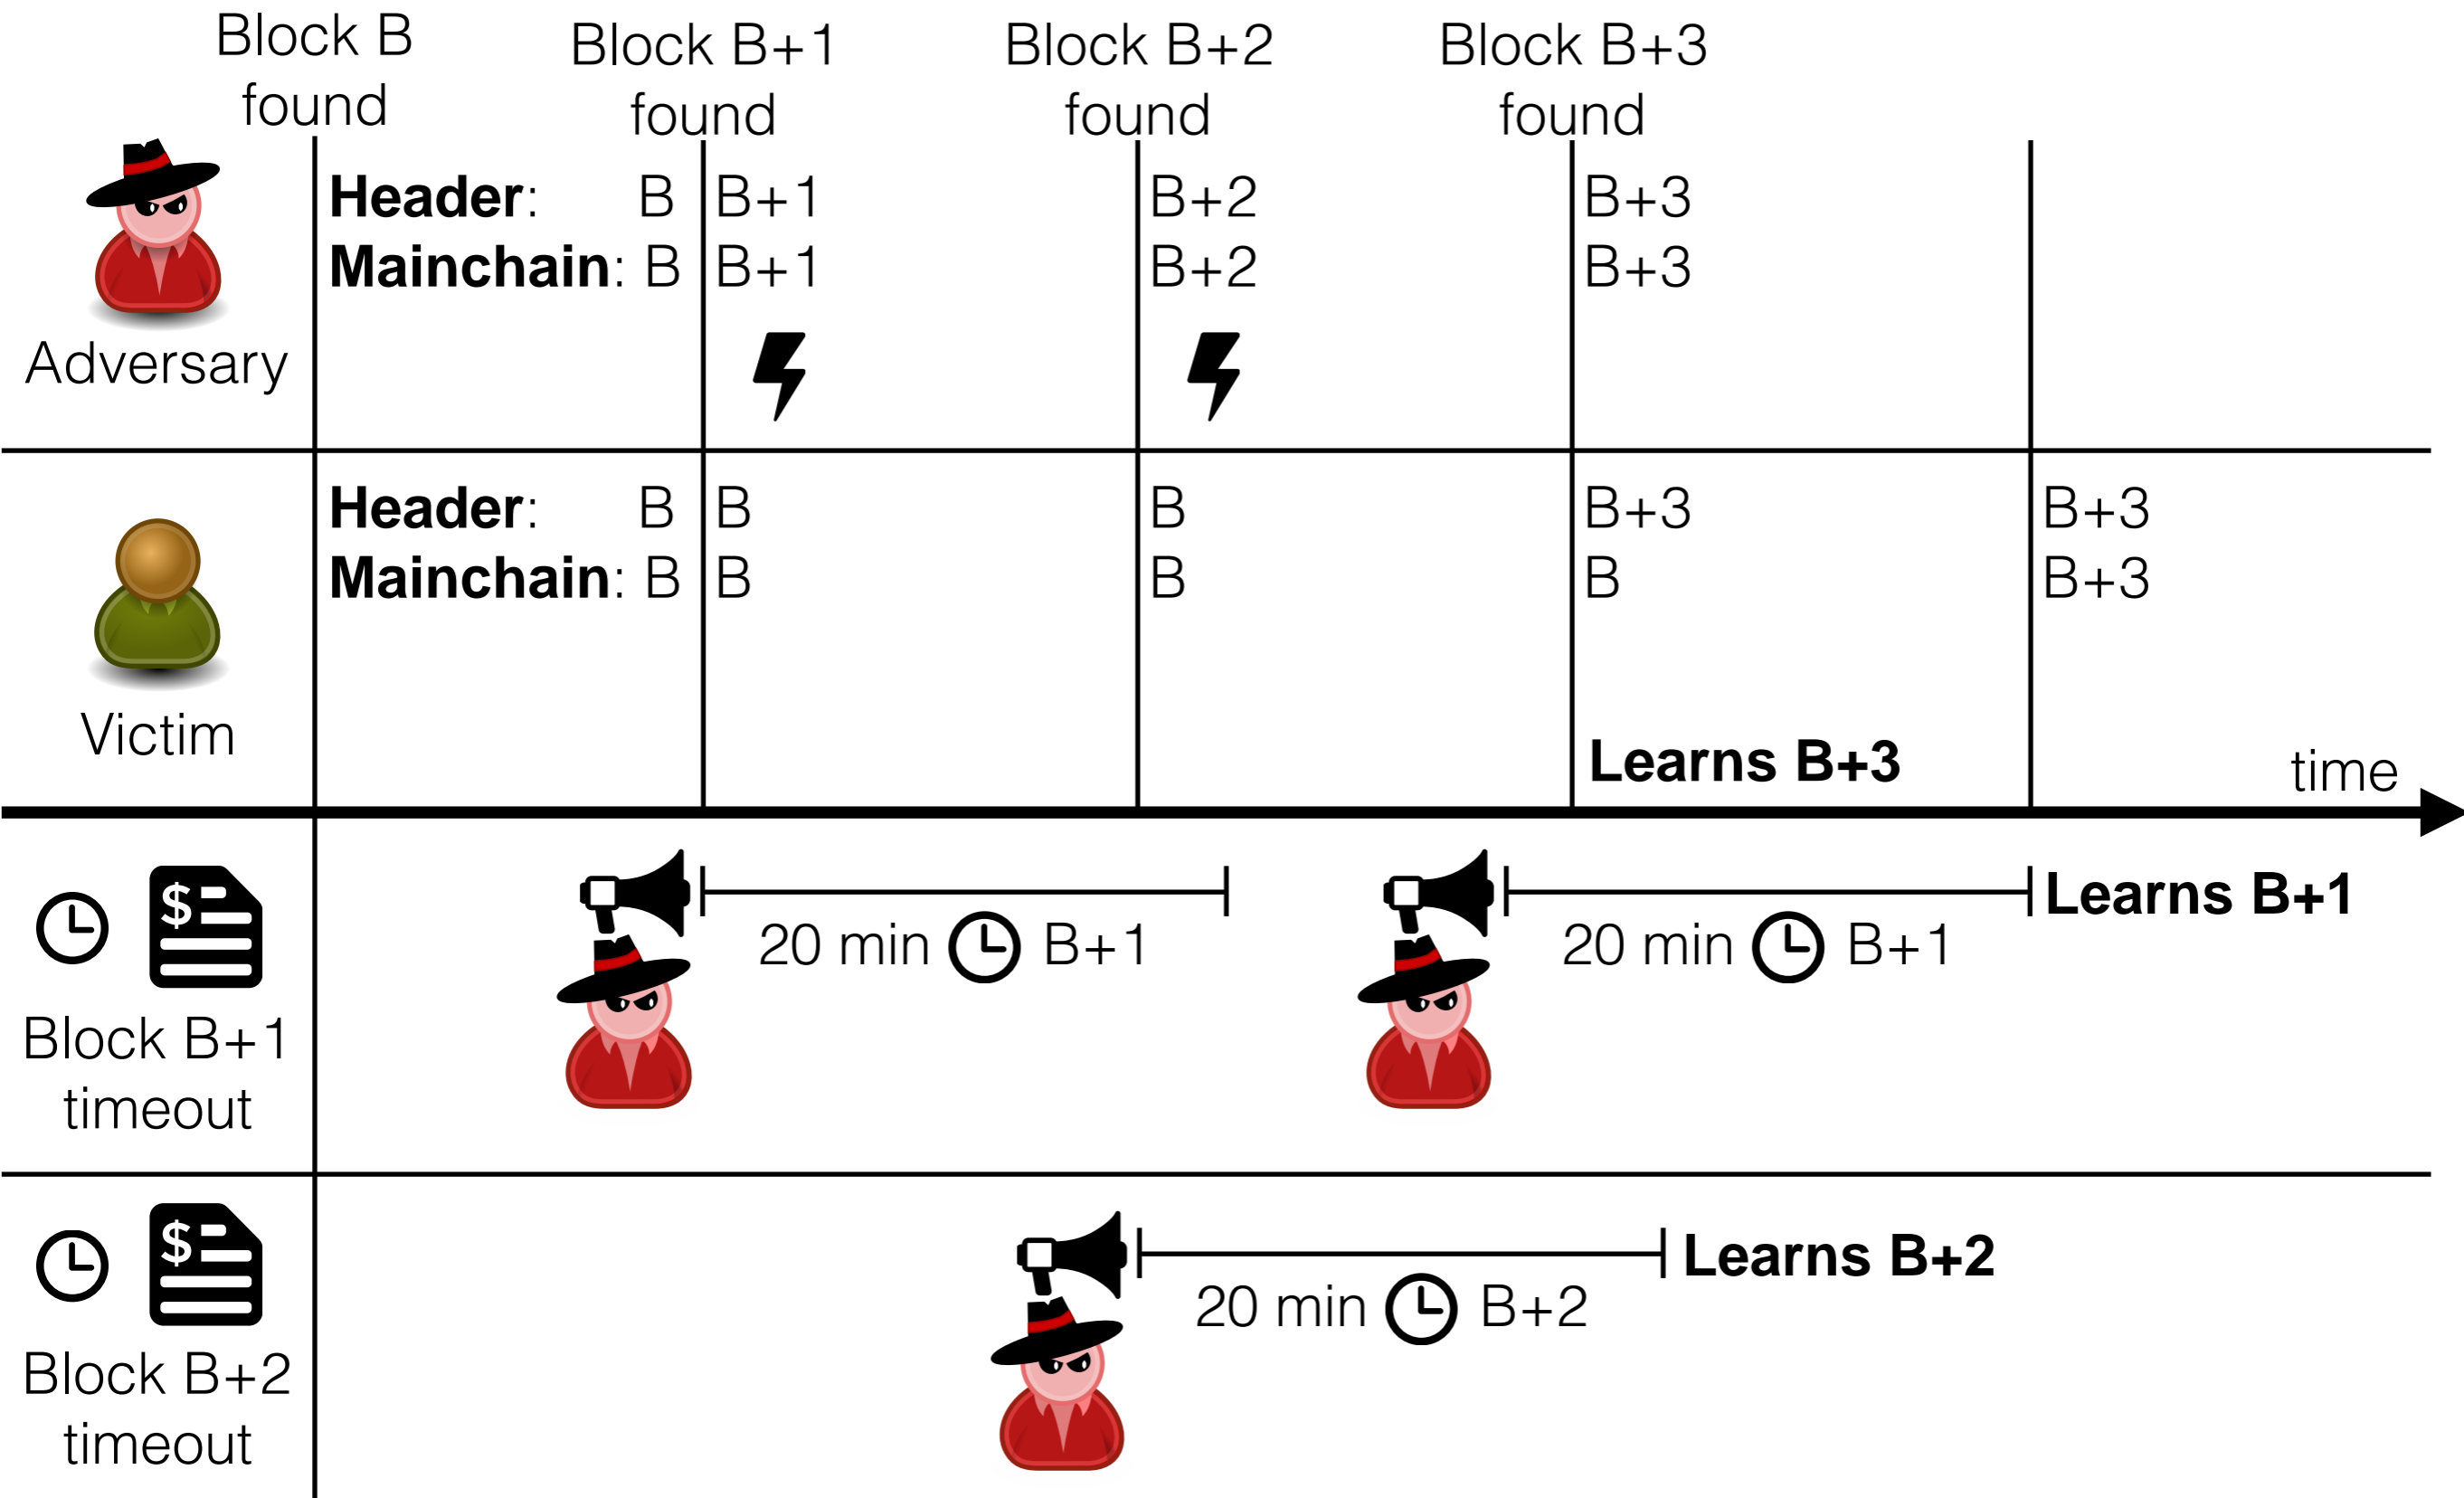 Block B
found
Block B+1
found
Block B+2
found
Block B+3
found
Header: B B+1 B+2 B+3
Mainchain: B B+1 B+2 B+3
Adversary
Header: B B B B+3 B+3
Mainchain: B B B B B+3
Victim
Learns B+3
time
$
Block B+1
timeout
20 min B+1
20 min B+1
Learns B+1
$
Block B+2
timeout
20 min B+2
Learns B+2